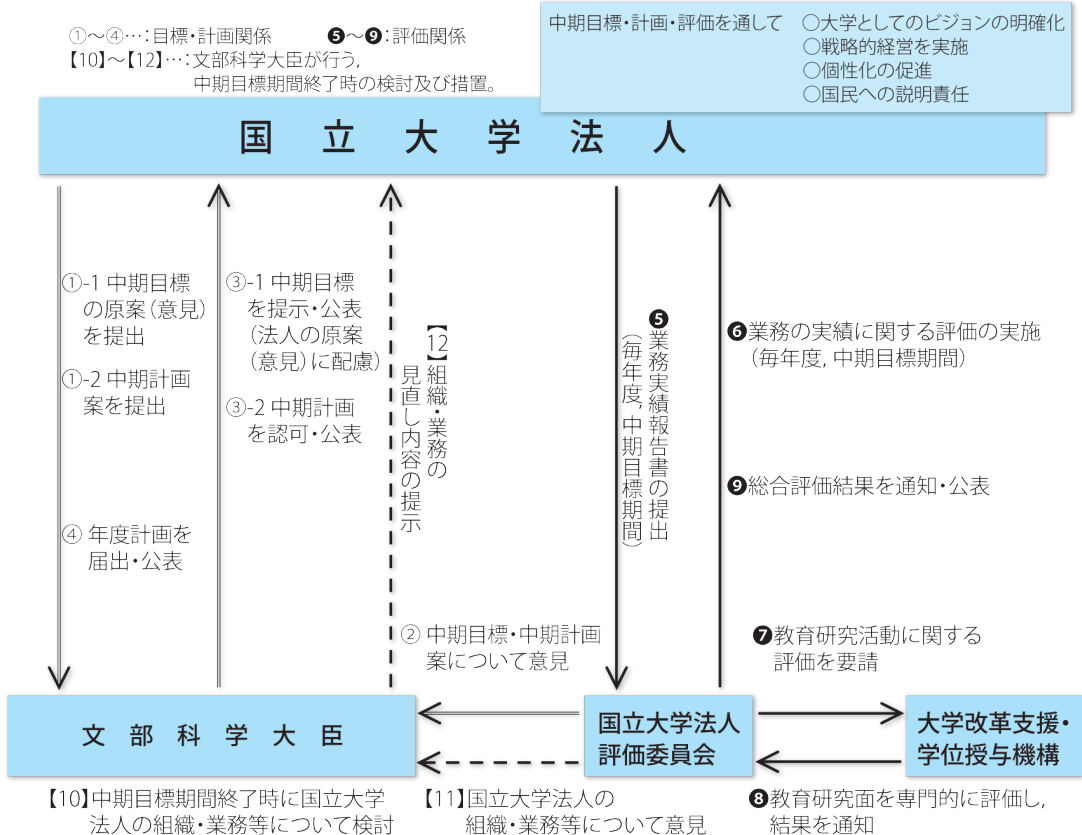 ①～④…:目標・計画関係　❺～❾:評価関係
【10】～【12】…:文部科学大臣が行う,
中期目標期間終了時の検討及び措置。
中期目標・計画・評価を通して　○大学としてのビジョンの明確化
○戦略的経営を実施
○個性化の促進
○国民への説明責任
国立大学法人
①-1 中期目標
の原案(意見)
を提出
①-2 中期計画
案を提出
④ 年度計画を
届出・公表
③-1 中期目標
を提示・公表
(法人の原案
(意見)に配慮)
③-2 中期計画
を認可・公表
【12】組織・業務の
見直し内容の提示
❺業務実績報告書の提出
(毎年度, 中期目標期間)
❻業務の実績に関する評価の実施
(毎年度, 中期目標期間)
❾総合評価結果を通知・公表
② 中期目標・中期計画
案について意見
❼教育研究活動に関する
評価を要請
文部科学大臣
国立大学法人
評価委員会
大学改革支援・
学位授与機構
【10】中期目標期間終了時に国立大学
法人の組織・業務等について検討
【11】国立大学法人の
組織・業務等について意見
❽教育研究面を専門的に評価し,
結果を通知